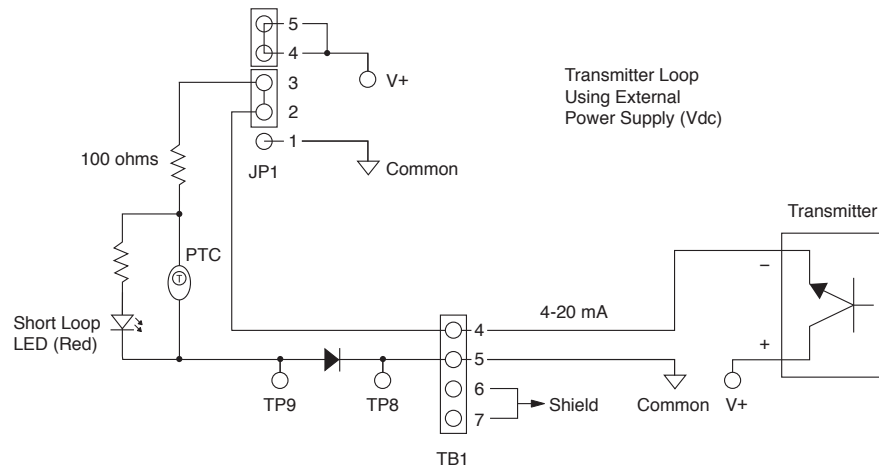 5
4
V+
3
2
1
Common
JP1
Transmitter Loop
Using External
Power Supply (Vdc)
100 ohms
PTC
T
Short Loop
LED (Red)
TP9
TP8
4
5
6
7
Shield
TB1
4-20 mA
Common
V+
Transmitter
–
+